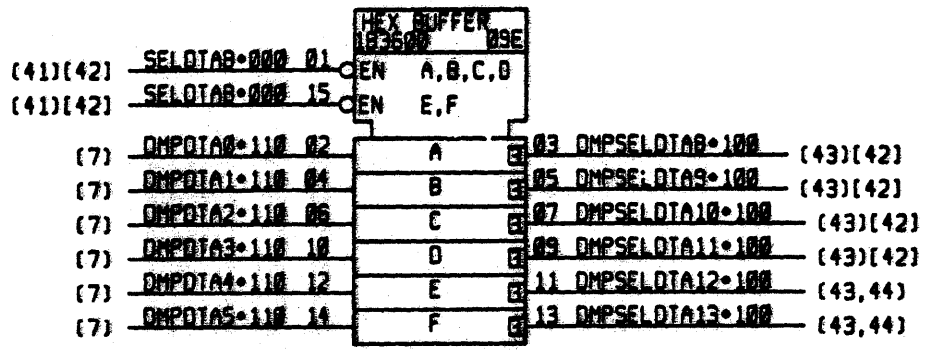 HEX BUFFER
183600 09E
[41][42] SELDTA8•000 01 EN A,B,C,D
[41][42] SELDTA8•000 15 EN E,F
[7] DMPDTA0•110 02 A 03 DMPSELDTA8•100 [43][42]
[7] DMPDTA1•110 04 B 05 DMPSELDTA9•100 [43][42]
[7] DMPDTA2•110 06 C 07 DMPSELDTA10•100 [43][42]
[7] DMPDTA3•110 10 D 09 DMPSELDTA11•100 [43][42]
[7] DMPDTA4•110 12 E 11 DMPSELDTA12•100 [43,44]
[7] DMPDTA5•110 14 F 13 DMPSELDTA13•100 [43,44]